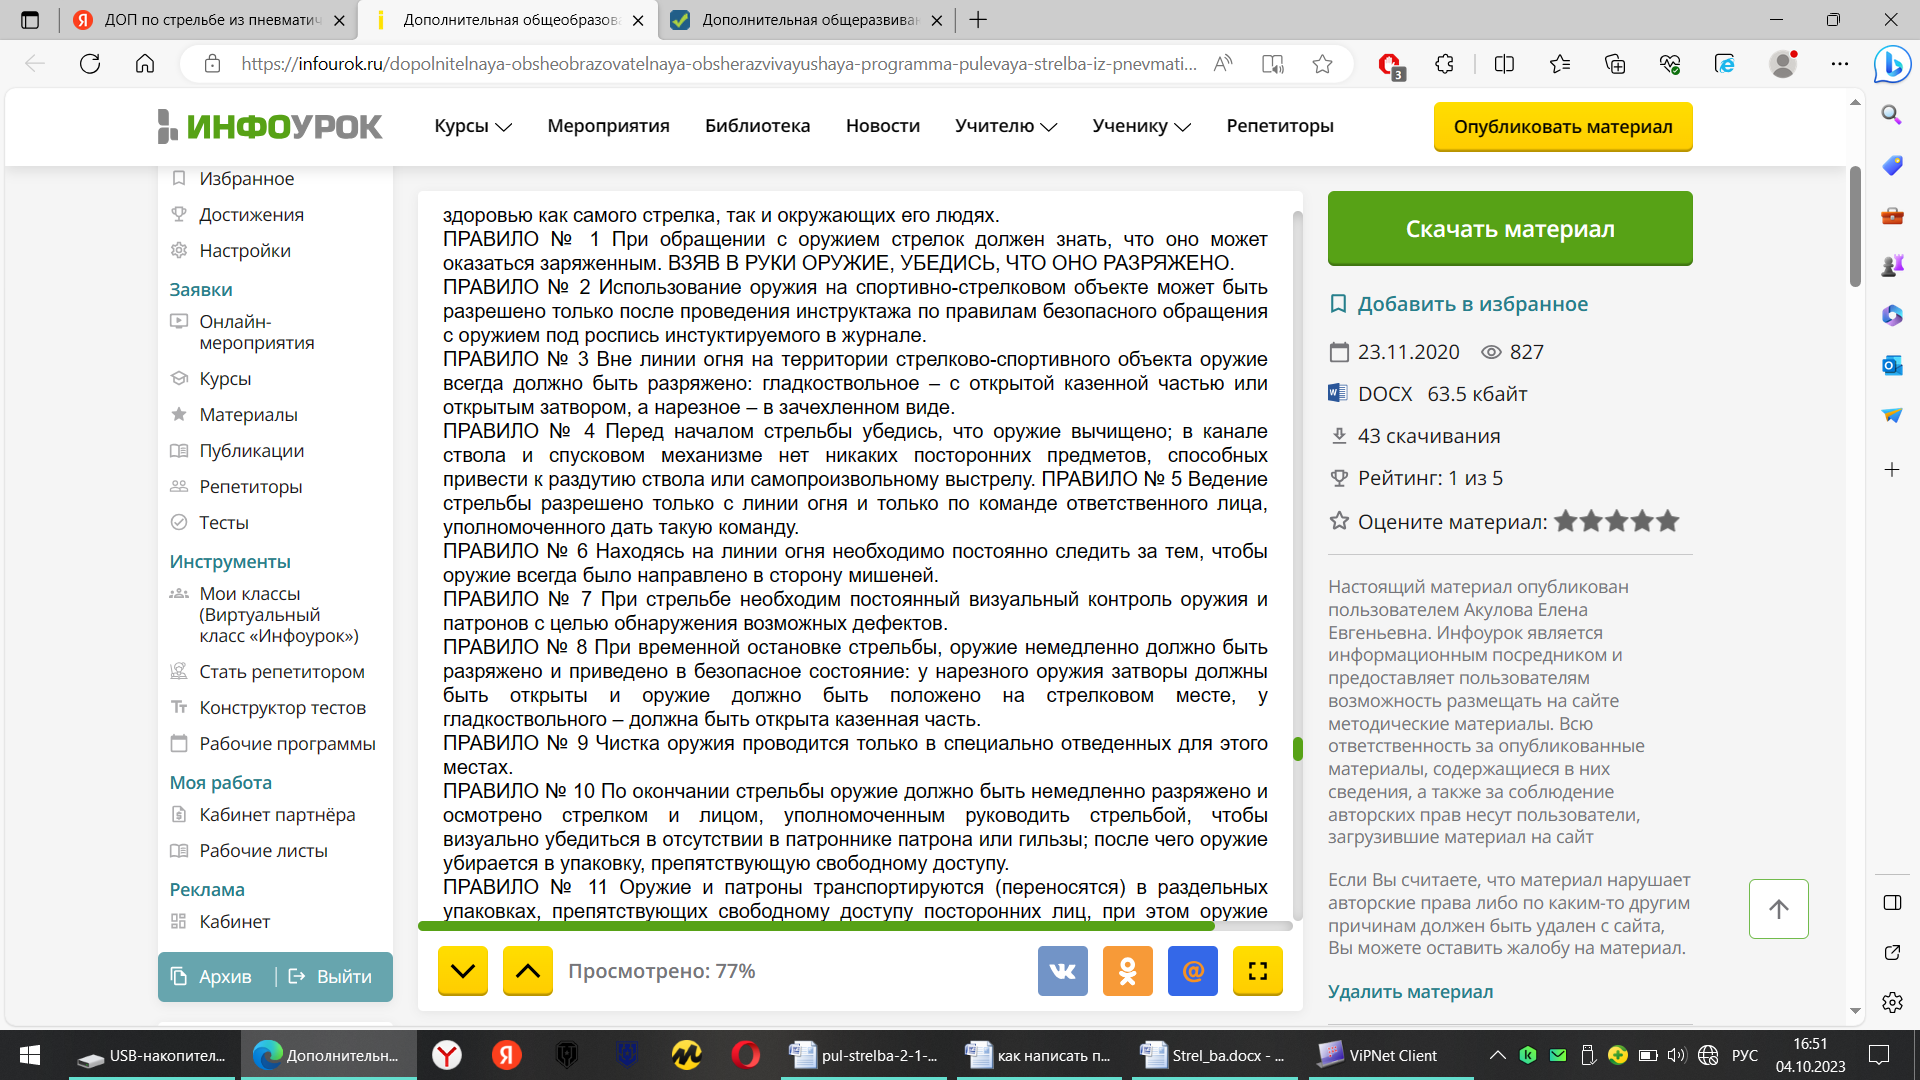 ДОП по стрельбе из пневматич
Дополнительная общеобразова
Дополнительная общеразвиваю
https://infourok.ru/dopolnitelnaya-obsheobrazovatelnaya-obsherazvivayushaya-programma-pulevaya-strelba-iz-pnevmati...
3
ИНФОУРОК
Курсы
Мероприятия
Библиотека
Новости
Учителю
Ученику
Репетиторы
Опубликовать материал
Избранное
Достижения
Настройки
Заявки
Онлайн-
мероприятия
Курсы
Материалы
Публикации
Репетиторы
Тесты
Инструменты
Мои классы
(Виртуальный
класс «Инфоурок»)
Стать репетитором
Конструктор тестов
Рабочие программы
Моя работа
Кабинет партнёра
Рабочие листы
Реклама
Кабинет
Архив
Выйти
здоровью как самого стрелка, так и окружающих его людях.
ПРАВИЛО № 1 При обращении с оружием стрелок должен знать, что оно может
оказаться заряженным. ВЗЯВ В РУКИ ОРУЖИЕ, УБЕДИСЬ, ЧТО ОНО РАЗРЯЖЕНО.
ПРАВИЛО № 2 Использование оружия на спортивно-стрелковом объекте может быть
разрешено только после проведения инструктажа по правилам безопасного обращения
с оружием под роспись инстуктируемого в журнале.
ПРАВИЛО № 3 Вне линии огня на территории стрелково-спортивного объекта оружие
всегда должно быть разряжено: гладкоствольное – с открытой казенной частью или
открытым затвором, а нарезное – в зачехленном виде.
ПРАВИЛО № 4 Перед началом стрельбы убедись, что оружие вычищено; в канале
ствола и спусковом механизме нет никаких посторонних предметов, способных
привести к раздутию ствола или самопроизвольному выстрелу. ПРАВИЛО № 5 Ведение
стрельбы разрешено только с линии огня и только по команде ответственного лица,
уполномоченного дать такую команду.
ПРАВИЛО № 6 Находясь на линии огня необходимо постоянно следить за тем, чтобы
оружие всегда было направлено в сторону мишеней.
ПРАВИЛО № 7 При стрельбе необходим постоянный визуальный контроль оружия и
патронов с целью обнаружения возможных дефектов.
ПРАВИЛО № 8 При временной остановке стрельбы, оружие немедленно должно быть
разряжено и приведено в безопасное состояние: у нарезного оружия затворы должны
быть открыты и оружие должно быть положено на стрелковом месте, у
гладкоствольного – должна быть открыта казенная часть.
ПРАВИЛО № 9 Чистка оружия проводится только в специально отведенных для этого
местах.
ПРАВИЛО № 10 По окончании стрельбы оружие должно быть немедленно разряжено и
осмотрено стрелком и лицом, уполномоченным руководить стрельбой, чтобы
визуально убедиться в отсутствии в патроннике патрона или гильзы; после чего оружие
убирается в упаковку, препятствующую свободному доступу.
ПРАВИЛО № 11 Оружие и патроны транспортируются (переносятся) в раздельных
упаковках, препятствующих свободному доступу посторонних лиц, при этом оружие
Просмотрено: 77%
Скачать материал
Добавить в избранное
23.11.2020 827
DOCX 63.5 кбайт
43 скачивания
Рейтинг: 1 из 5
Оцените материал:
Настоящий материал опубликован
пользователем Акулова Елена
Евгеньевна. Инфоурок является
информационным посредником и
предоставляет пользователям
возможность размещать на сайте
методические материалы. Всю
ответственность за опубликованные
материалы, содержащиеся в них
сведения, а также за соблюдение
авторских прав несут пользователи,
загрузившие материал на сайт
Если Вы считаете, что материал нарушает
авторские права либо по каким-то другим
причинам должен быть удален с сайта,
Вы можете оставить жалобу на материал.
Удалить материал
USB-накопител...
Дополнительн...
pul-strelba-2-1-...
как написать п...
Strel_ba.docx - ...
ViPNet Client
РУС
16:51
04.10.2023